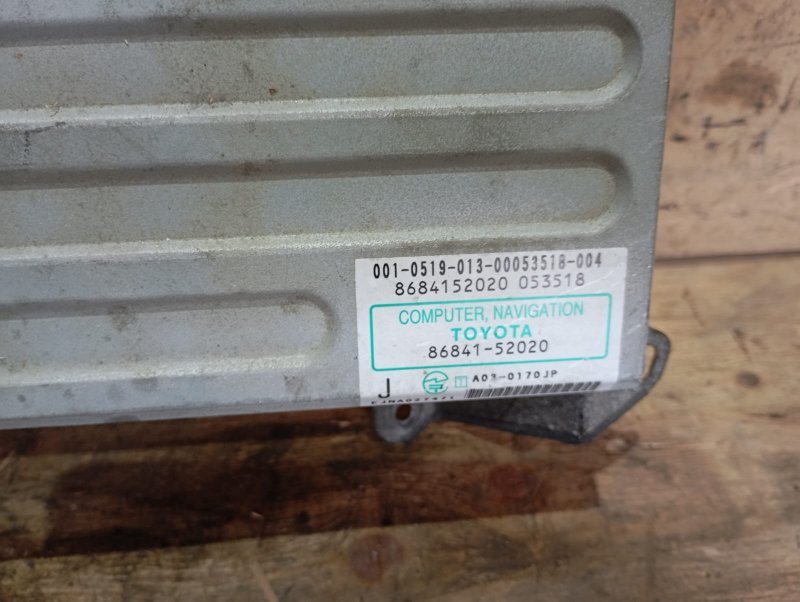 001-0519-013-00053518-004
8684152020 053518
COMPUTER, NAVIGATION
TOYOTA
86841-52020
J T A03-0170JP